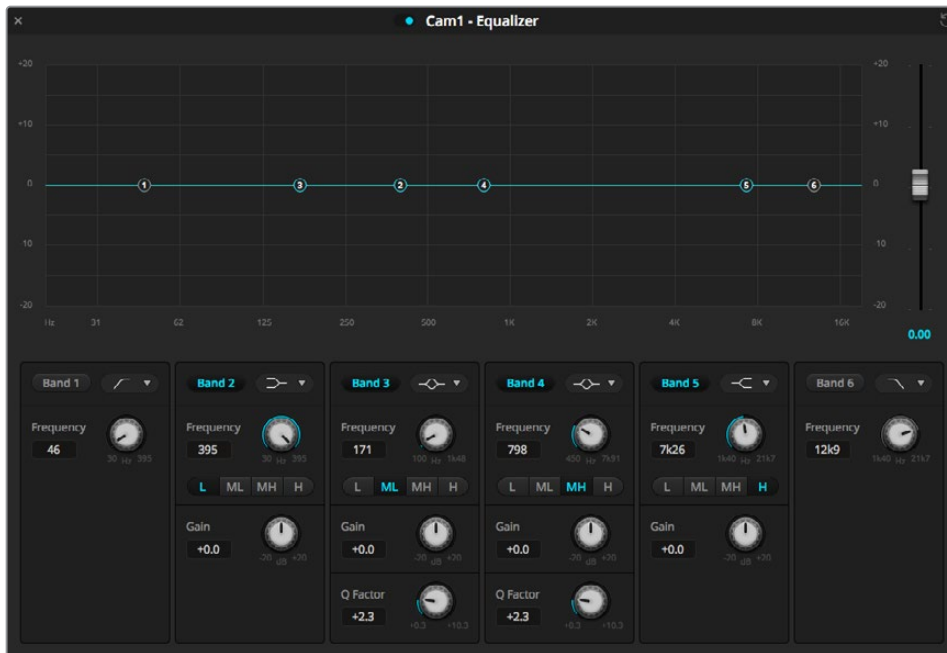 × Cam1 - Equalizer
+20 +20
+10 +10
0 1 3 2 4 5 6 0
10 -10
-20 -20
Hz 31 62 125 250 500 1K 2K 4K 8K 16K
0.00
Band 1 Band 2 Band 3 Band 4 Band 5 Band 6
Frequency Frequency Frequency Frequency Frequency Frequency
46 395 171 798 7k26 12k9
30 Hz 395 30 Hz 395 100 Hz 1k48 450 Hz 7k91 1k40 Hz 21k7 1k40 Hz 21k7
L ML MH H L ML MH H L ML MH H L ML MH H
Gain Gain Gain Gain
+0.0 +0.0 +0.0 +0.0
-20 dB +20 -20 dB +20 -20 dB +20 -20 dB +20
Q Factor Q Factor
+2.3 +2.3
+0.3 +10.3 +0.3 +10.3